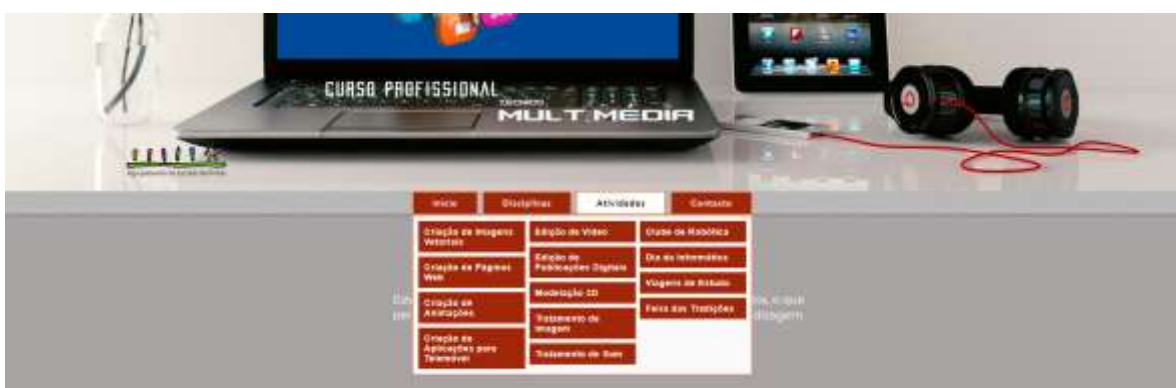 CURSO PROFISSIONAL
TÉCNICO
MULTIMÉDIA
Início Disciplinas Atividades Contacto
Criação de Imagens
Vetoriais
Criação de Páginas
Web
Criação de
Animações
Criação de
Aplicações para
Telemóvel
Edição de Vídeo
Edição de
Publicações Digitais
Modelação 3D
Tratamento de
Imagem
Tratamento de Som
Clube de Robótica
Dia da Informática
Viagens de Estudo
Feira das Tradições